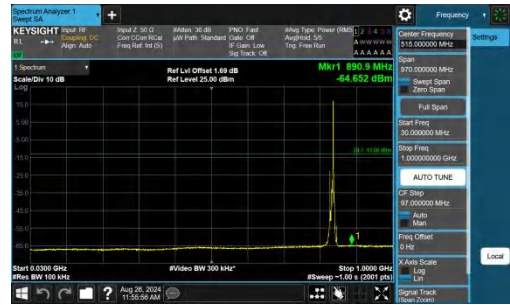 Spectrum Analyzer 1
Swept SA
Frequency
KEYSIGHT
Input: RF
Coupling: DC
Align: Auto
Input Z: 50 Ω
Corr CCorr RCal
Freq Ref: Int (S)
#Atten: 36 dB
µW Path: Standard
PNO: Fast
Gate: Off
IF Gain: Low
Sig Track: Off
#Avg Type: Power (RMS)
Avg|Hold: 5/5
Trig: Free Run
1 2 3 4 5 6
A W W W W W
A A A A A A
Center Frequency
515.000000 MHz
Settings
1 Spectrum
Scale/Div 10 dB
Ref Lvl Offset 1.69 dB
Ref Level 25.00 dBm
Mkr1 890.9 MHz
-64.652 dBm
Span
970.000000 MHz
Swept Span
Zero Span
Full Span
Start Freq
30.000000 MHz
Stop Freq
1.000000000 GHz
AUTO TUNE
CF Step
97.000000 MHz
Auto
Man
Freq Offset
0 Hz
X Axis Scale
Log
Lin
Signal Track
(Span Zoom)
Local
Log
15.0
5.00
-5.00
-15.0
-25.0
-35.0
-45.0
-55.0
-65.0
1
Start 0.0300 GHz
#Res BW 100 kHz
#Video BW 300 kHz*
Stop 1.0000 GHz
#Sweep ~1.00 s (2001 pts)
?
Aug 26, 2024
11:55:56 AM